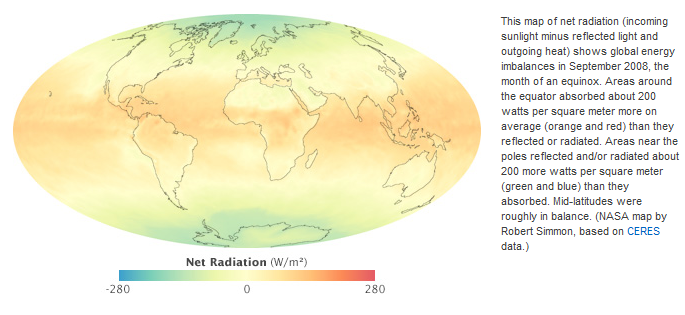 This map of net radiation (incoming
sunlight minus reflected light and
outgoing heat) shows global energy
imbalances in September 2008, the
month of an equinox. Areas around
the equator absorbed about 200
watts per square meter more on
average (orange and red) than they
reflected or radiated. Areas near the
poles reflected and/or radiated about
200 more watts per square meter
(green and blue) than they
absorbed. Mid-latitudes were
roughly in balance. (NASA map by
Robert Simmon, based on CERES
data.)
Net Radiation (W/m²)
-280 0 280